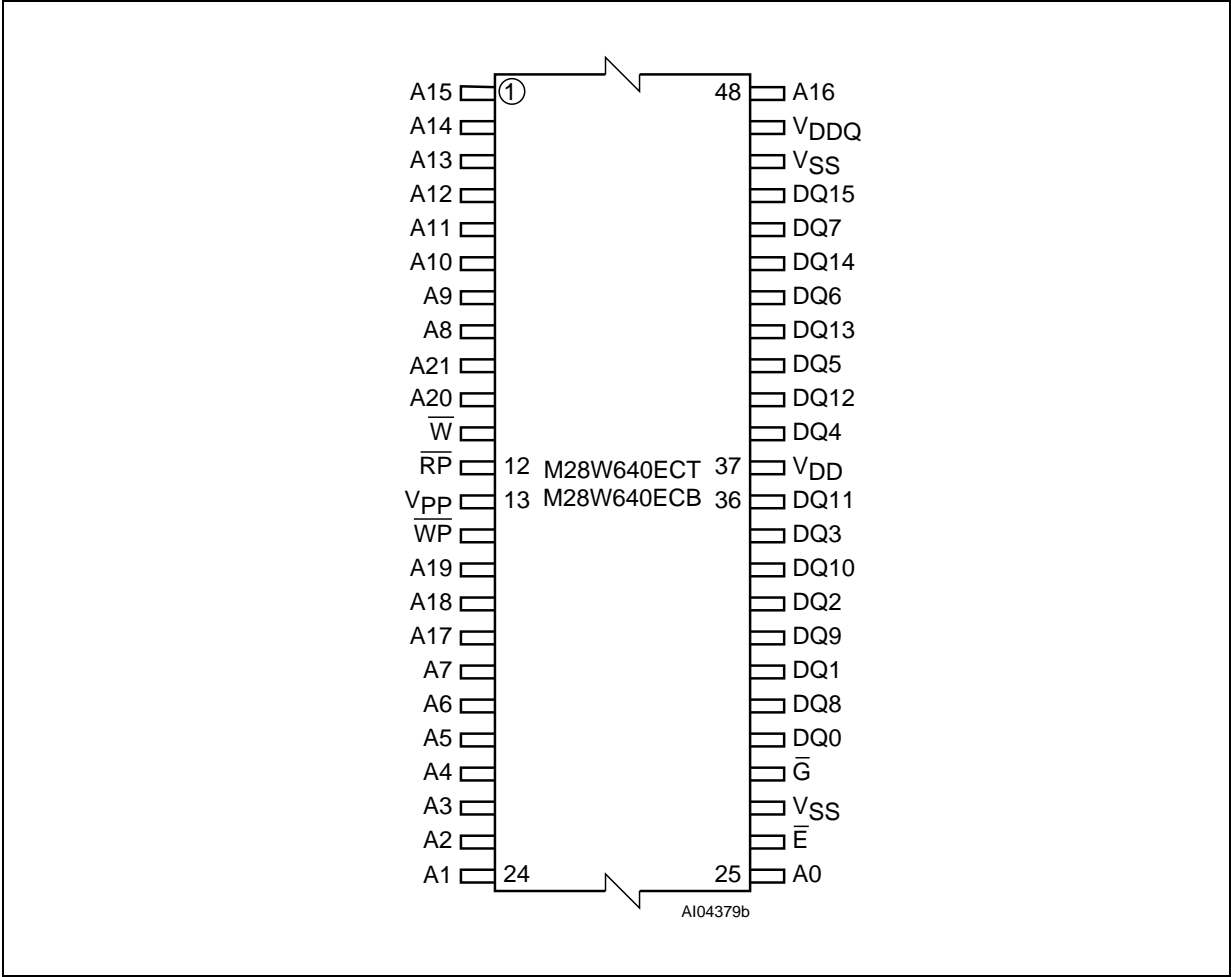 A15 ① 48 A16
A14 VDDQ
A13 VSS
A12 DQ15
A11 DQ7
A10 DQ14
A9 DQ6
A8 DQ13
A21 DQ5
A20 DQ12
W̅ DQ4
R̅P̅ 12 M28W640ECT 37 VDD
VPP 13 M28W640ECB 36 DQ11
W̅P̅ DQ3
A19 DQ10
A18 DQ2
A17 DQ9
A7 DQ1
A6 DQ8
A5 DQ0
A4 G̅
A3 VSS
A2 E̅
A1 24 25 A0
AI04379b